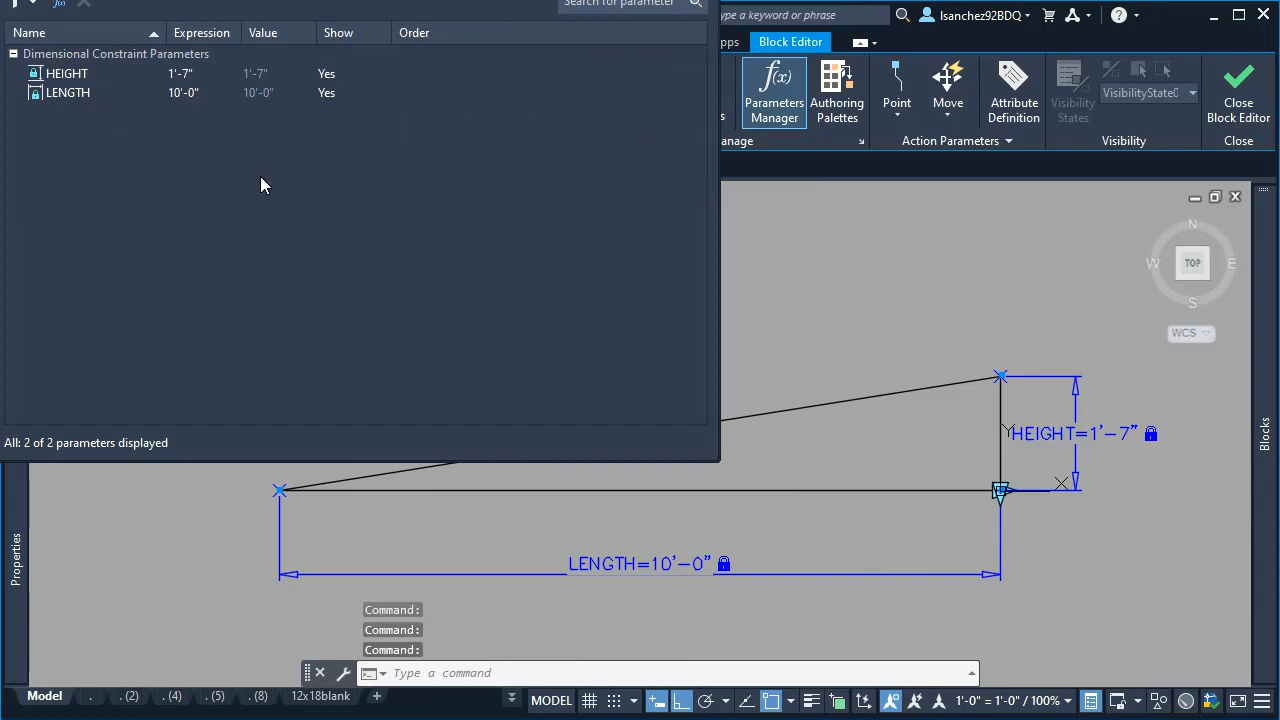 Search for parameter
Type a keyword or phrase
lsanchez92BDQ
Name Expression Value Show Order
Dimensional Constraint Parameters
HEIGHT 1'-7" 1'-7" Yes
LENGTH 10'-0" 10'-0" Yes
All: 2 of 2 parameters displayed
Block Editor
f(x)
Parameters Manager
Authoring Palettes
Point
Move
Attribute Definition
Visibility States
VisibilityState0
Close Block Editor
Action Parameters
Visibility
Close
N
W TOP E
S
WCS
Y
HEIGHT=1'-7"
X
LENGTH=10'-0"
Properties
Blocks
Command:
Command:
Command:
Type a command
Model . . (2) . (4) . (5) . (8) 12x18blank +
MODEL 1'-0" = 1'-0" / 100%